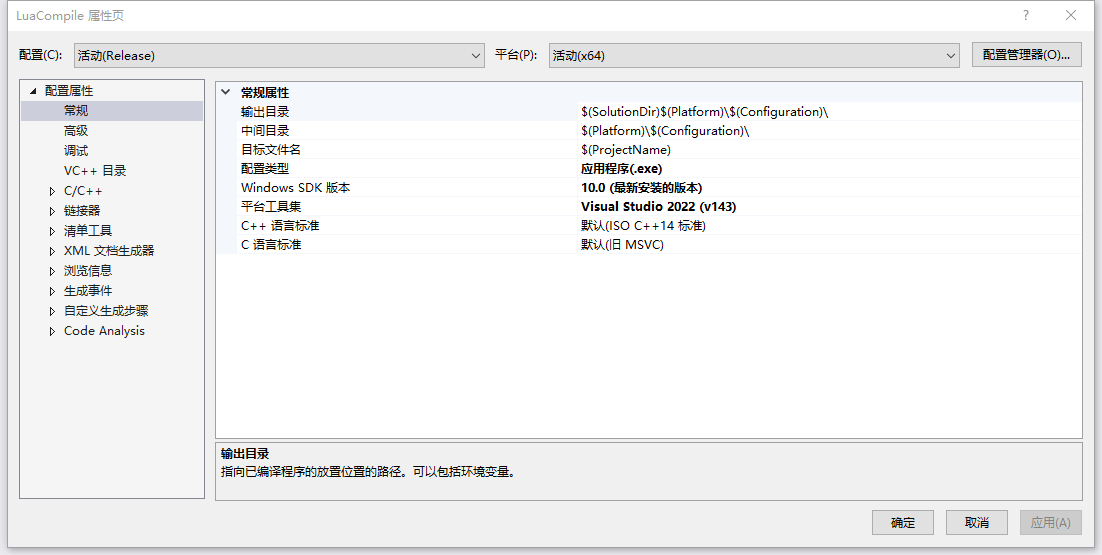 LuaCompile 属性页
?
配置(C): 活动(Release) 平台(P): 活动(x64) 配置管理器(O)...
配置属性
常规
高级
调试
VC++ 目录
C/C++
链接器
清单工具
XML 文档生成器
浏览信息
生成事件
自定义生成步骤
Code Analysis
常规属性
输出目录 $(SolutionDir)$(Platform)\$(Configuration)\
中间目录 $(Platform)\$(Configuration)\
目标文件名 $(ProjectName)
配置类型 应用程序(.exe)
Windows SDK 版本 10.0 (最新安装的版本)
平台工具集 Visual Studio 2022 (v143)
C++ 语言标准 默认(ISO C++14 标准)
C 语言标准 默认(旧 MSVC)
输出目录
指向已编译程序的放置位置的路径。可以包括环境变量。
确定 取消 应用(A)